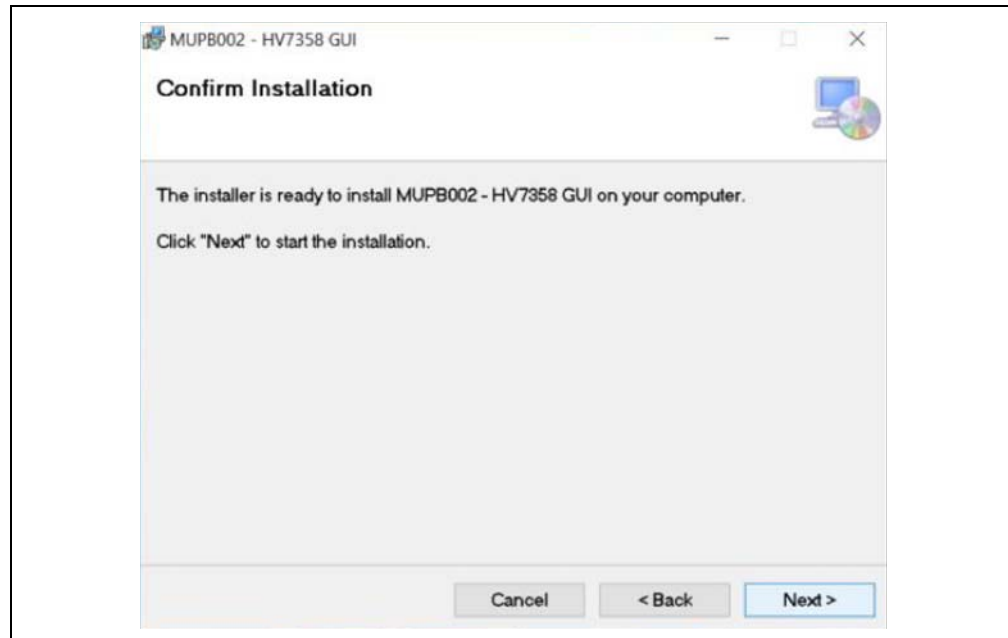 MUPB002 - HV7358 GUI
Confirm Installation
The installer is ready to install MUPB002 - HV7358 GUI on your computer.
Click "Next" to start the installation.
Cancel
< Back
Next >